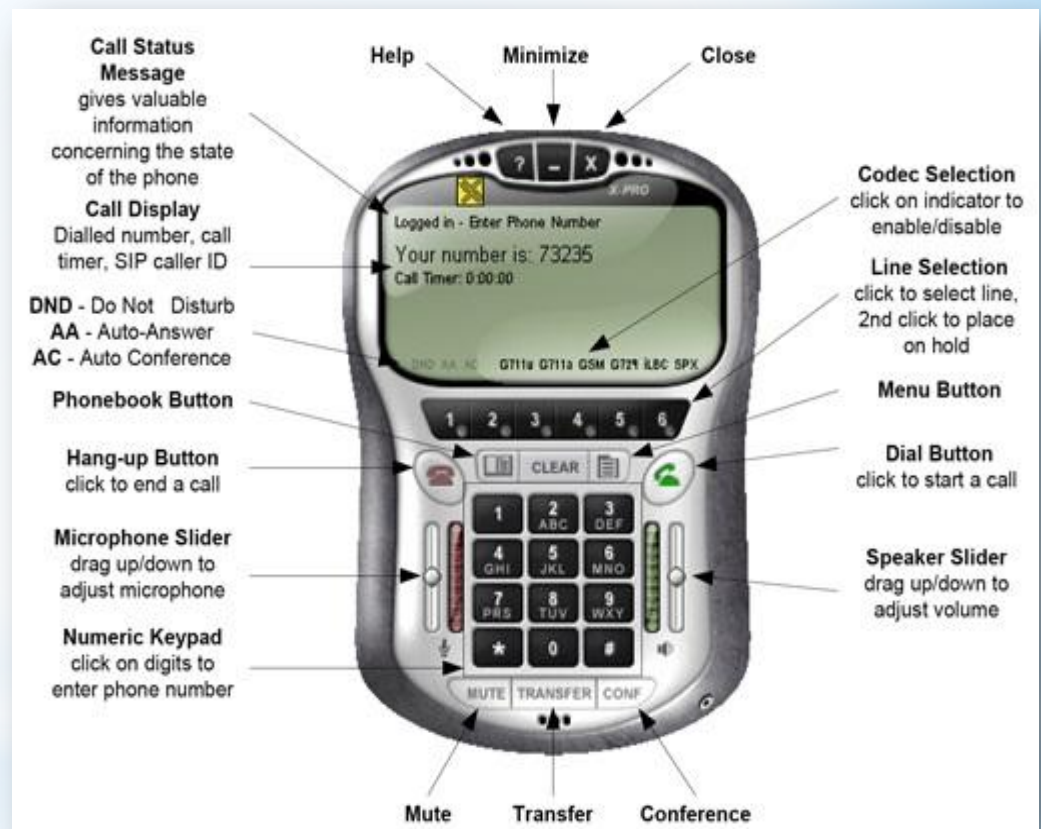 Call Status
Message
gives valuable
information
concerning the state
of the phone
Call Display
Dialled number, call
timer, SIP caller ID
DND - Do Not Disturb
AA - Auto-Answer
AC - Auto Conference
Phonebook Button
Hang-up Button
click to end a call
Microphone Slider
drag up/down to
adjust microphone
Numeric Keypad
click on digits to
enter phone number
Help
Minimize
Close
? – X
X-PRO
Logged in - Enter Phone Number
Your number is: 73235
Call Timer: 0:00:00
DND AA AC G711u G711a GSM G729 iLBC SPX
1 2 3 4 5 6
CLEAR
1 2 3
ABC DEF
4 5 6
GHI JKL MNO
7 8 9
PRS TUV WXY
* 0 #
MUTE TRANSFER CONF
Mute
Transfer
Conference
Codec Selection
click on indicator to
enable/disable
Line Selection
click to select line,
2nd click to place
on hold
Menu Button
Dial Button
click to start a call
Speaker Slider
drag up/down to
adjust volume